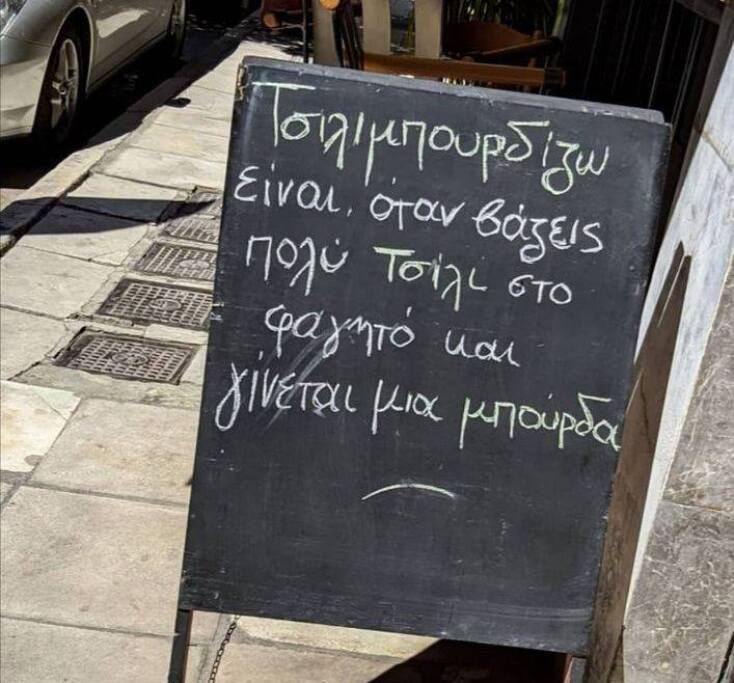 Τσιλιμπουρδίζω
είναι, όταν βάζεις
πολύ Τσίλι στο
φαγητό και
γίνεται μια μπούρδα